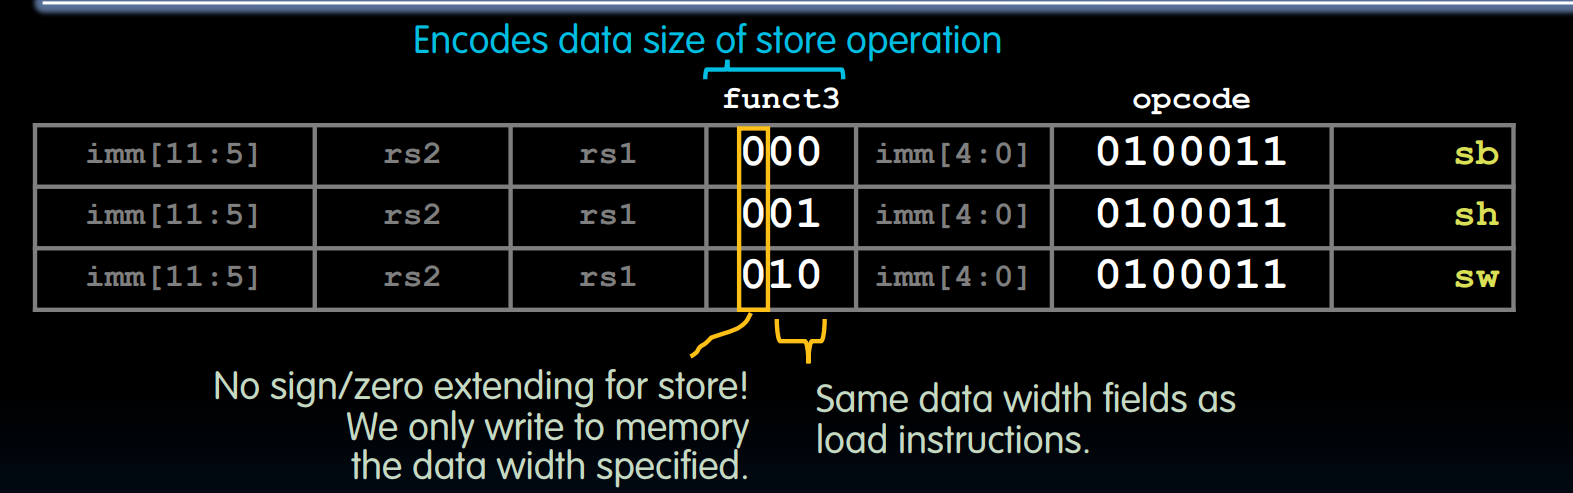 Encodes data size of store operation
funct3 opcode
imm[11:5] rs2 rs1 000 imm[4:0] 0100011 sb
imm[11:5] rs2 rs1 001 imm[4:0] 0100011 sh
imm[11:5] rs2 rs1 010 imm[4:0] 0100011 sw
No sign/zero extending for store!
We only write to memory
the data width specified.
Same data width fields as
load instructions.